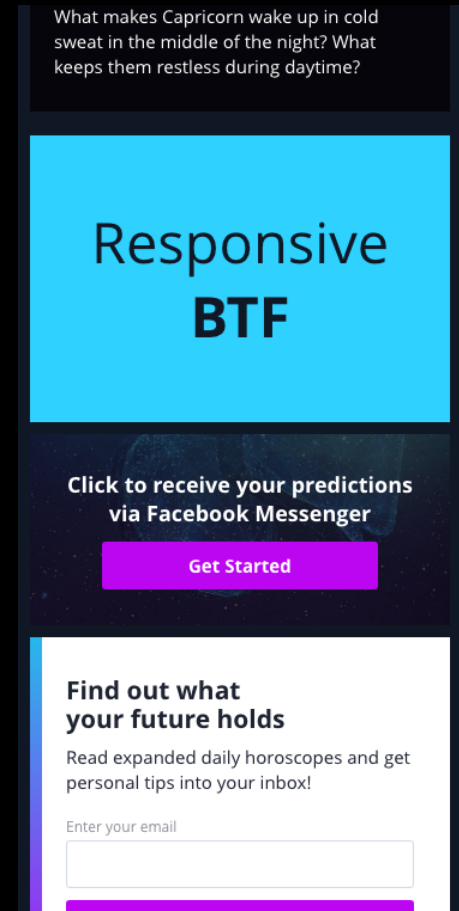 What makes Capricorn wake up in cold
sweat in the middle of the night? What
keeps them restless during daytime?
Responsive
BTF
Click to receive your predictions
via Facebook Messenger
Get Started
Find out what
your future holds
Read expanded daily horoscopes and get
personal tips into your inbox!
Enter your email